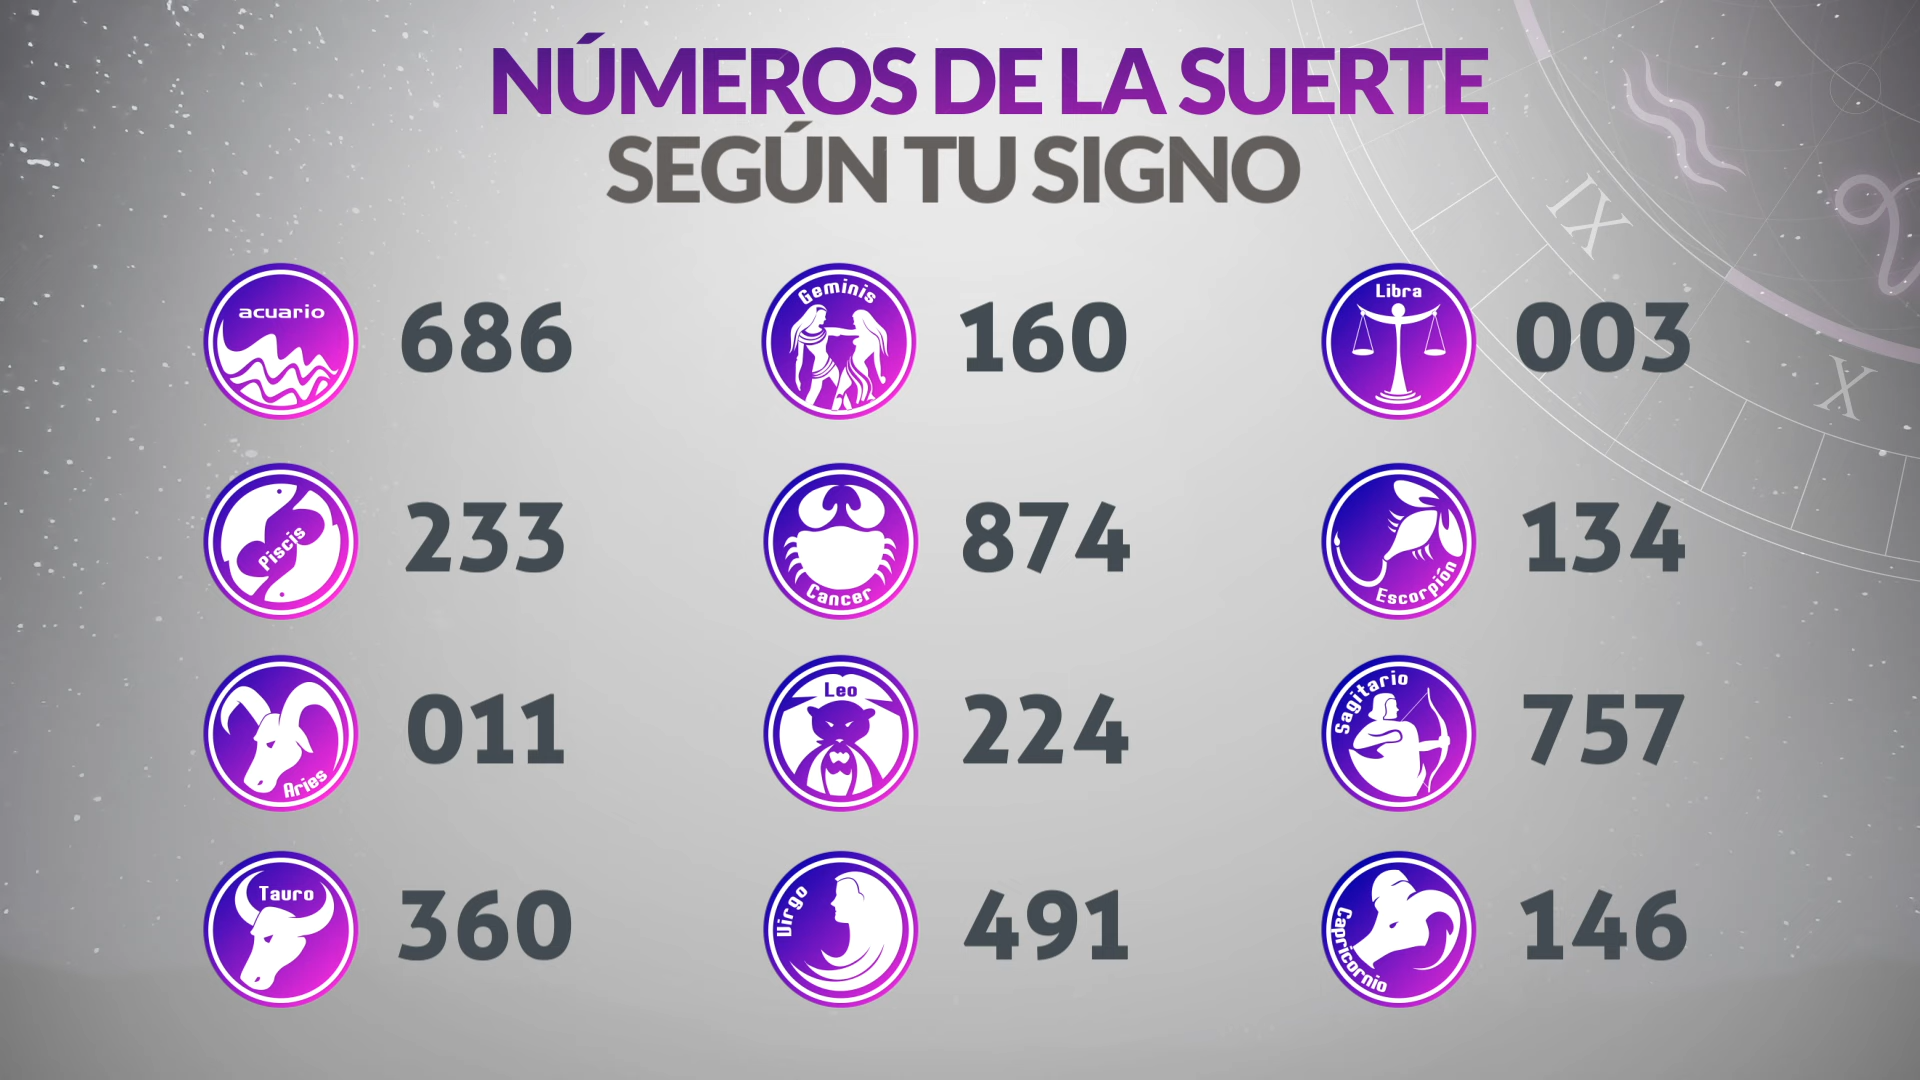 NÚMEROS DE LA SUERTE
SEGÚN TU SIGNO
acuario 686
Geminis 160
Libra 003
Piscis 233
Cancer 874
Escorpión 134
Aries 011
Leo 224
Sagitario 757
Tauro 360
Virgo 491
Capricornio 146
IX
X